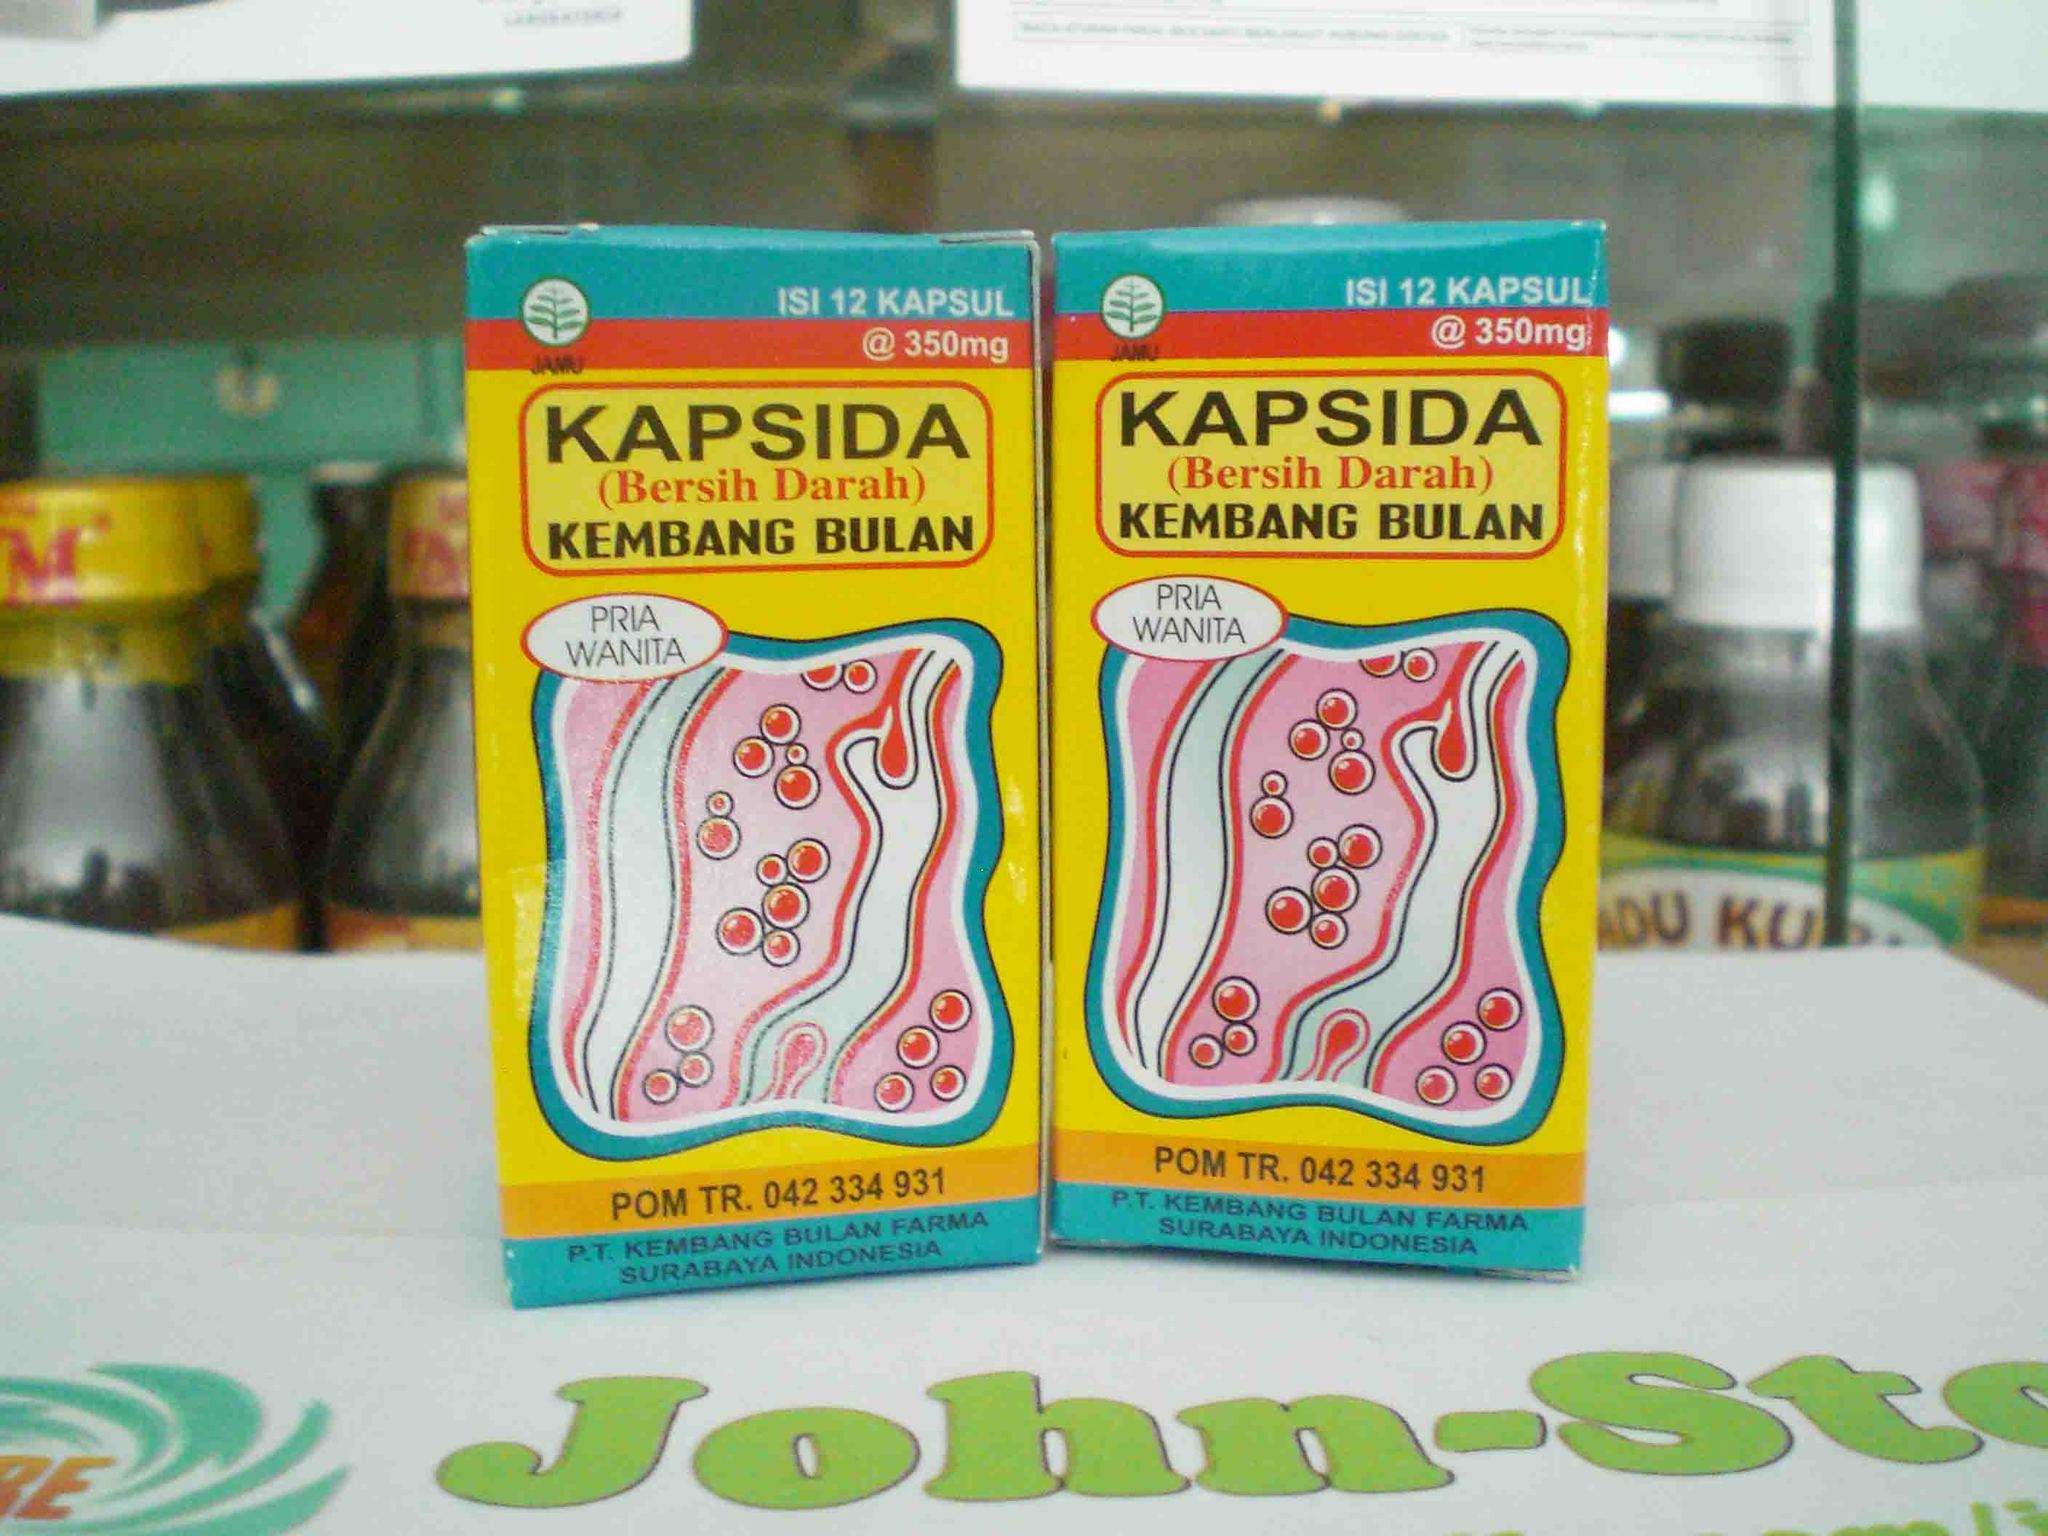 ISI 12 KAPSUL
@ 350mg
JAMU
KAPSIDA
(Bersih Darah)
KEMBANG BULAN
PRIA
WANITA
POM TR. 042 334 931
P.T. KEMBANG BULAN FARMA
SURABAYA INDONESIA
ISI 12 KAPSUL
@ 350mg
JAMU
KAPSIDA
(Bersih Darah)
KEMBANG BULAN
PRIA
WANITA
POM TR. 042 334 931
P.T. KEMBANG BULAN FARMA
SURABAYA INDONESIA
John-Sto